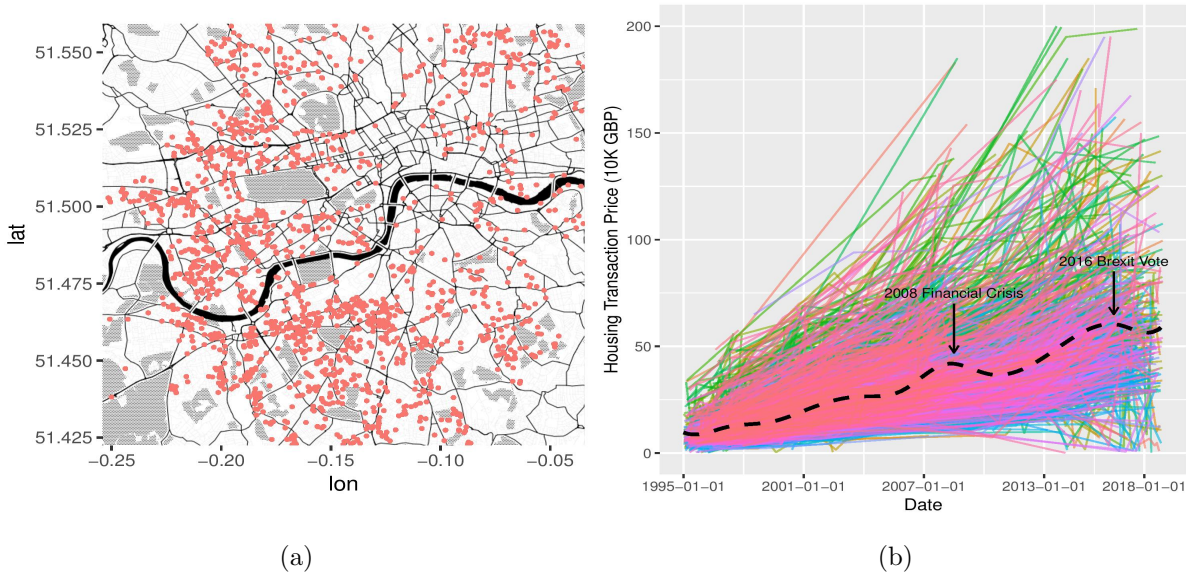 51.550
51.525
51.500
51.475
51.450
51.425
lat
−0.25
−0.20
−0.15
−0.10
−0.05
lon
(a)
200
150
100
50
0
Housing Transaction Price (10K GBP)
2016 Brexit Vote
2008 Financial Crisis
1995−01−01
2001−01−01
2007−01−01
2013−01−01
2018−01−01
Date
(b)